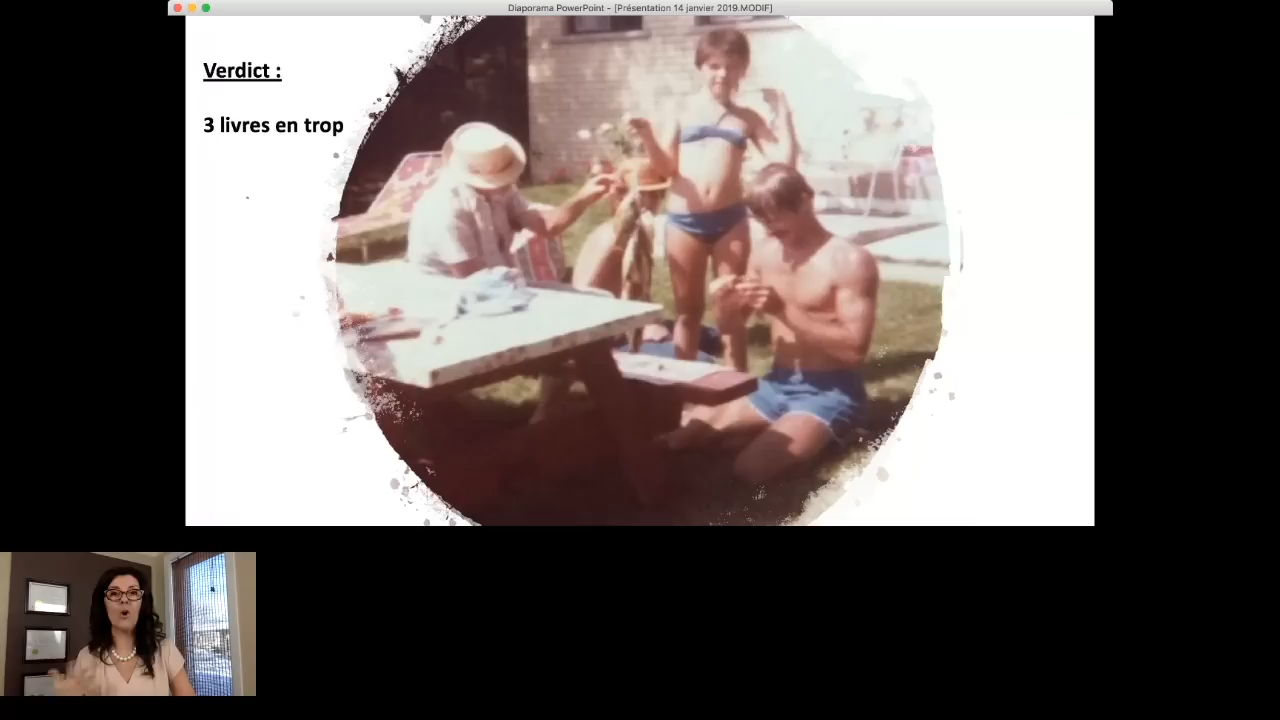 Diaporama PowerPoint - [Présentation 14 janvier 2019.MODIF]
Verdict :
3 livres en trop